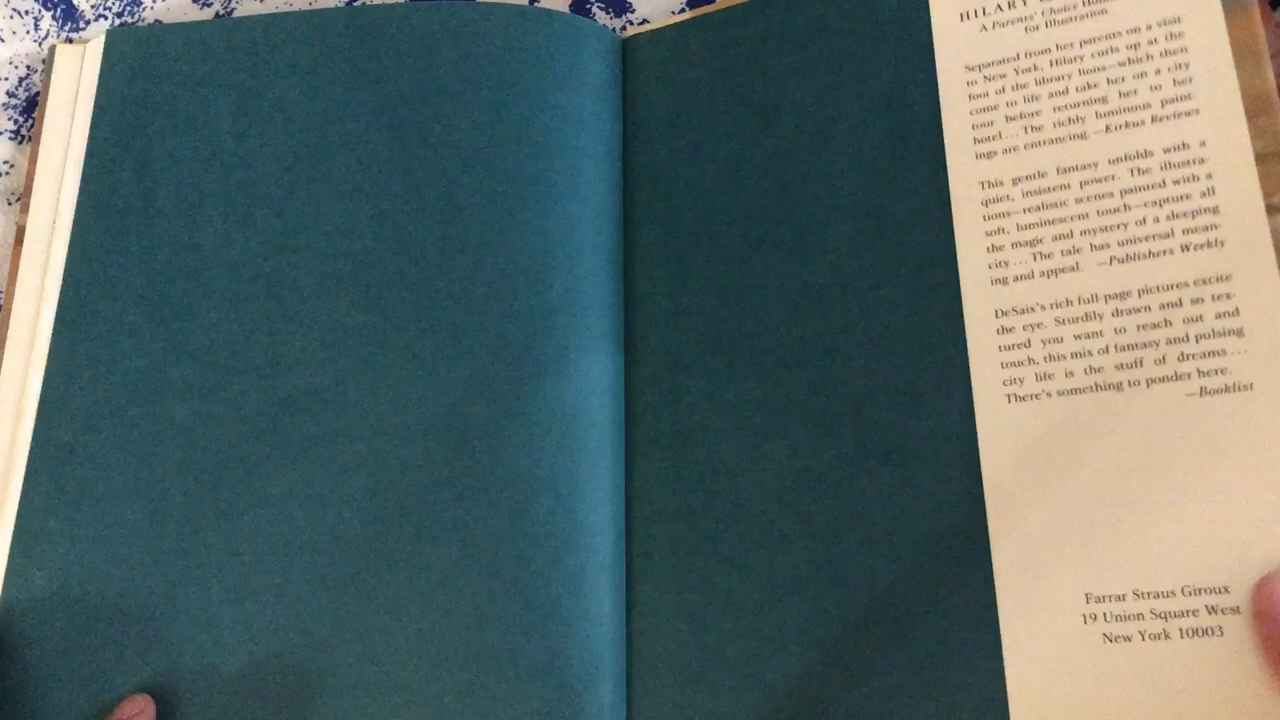 HILARY
A Parents' Choice
for Illustration
Separated from her parents on a visit
to New York, Hilary curls up at the
foot of the library lions—which then
come to life and take her on a city
tour before returning her to her
hotel ... The richly luminous paint-
ings are entrancing. —Kirkus Reviews
This gentle fantasy unfolds with a
quiet, insistent power. The illustra-
tions—realistic scenes painted with a
soft, luminescent touch—capture all
the magic and mystery of a sleeping
city ... The tale has universal mean-
ing and appeal. —Publishers Weekly
DeSaix's rich full-page pictures excite
the eye. Sturdily drawn and so tex-
tured you want to reach out and
touch, this mix of fantasy and pulsing
city life is the stuff of dreams ...
There's something to ponder here.
—Booklist
Farrar Straus Giroux
19 Union Square West
New York 10003